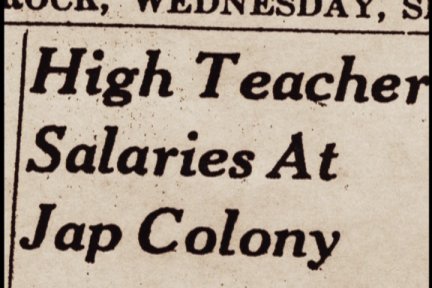 ROCK, WEDNESDAY, S
High Teacher
Salaries At
Jap Colony